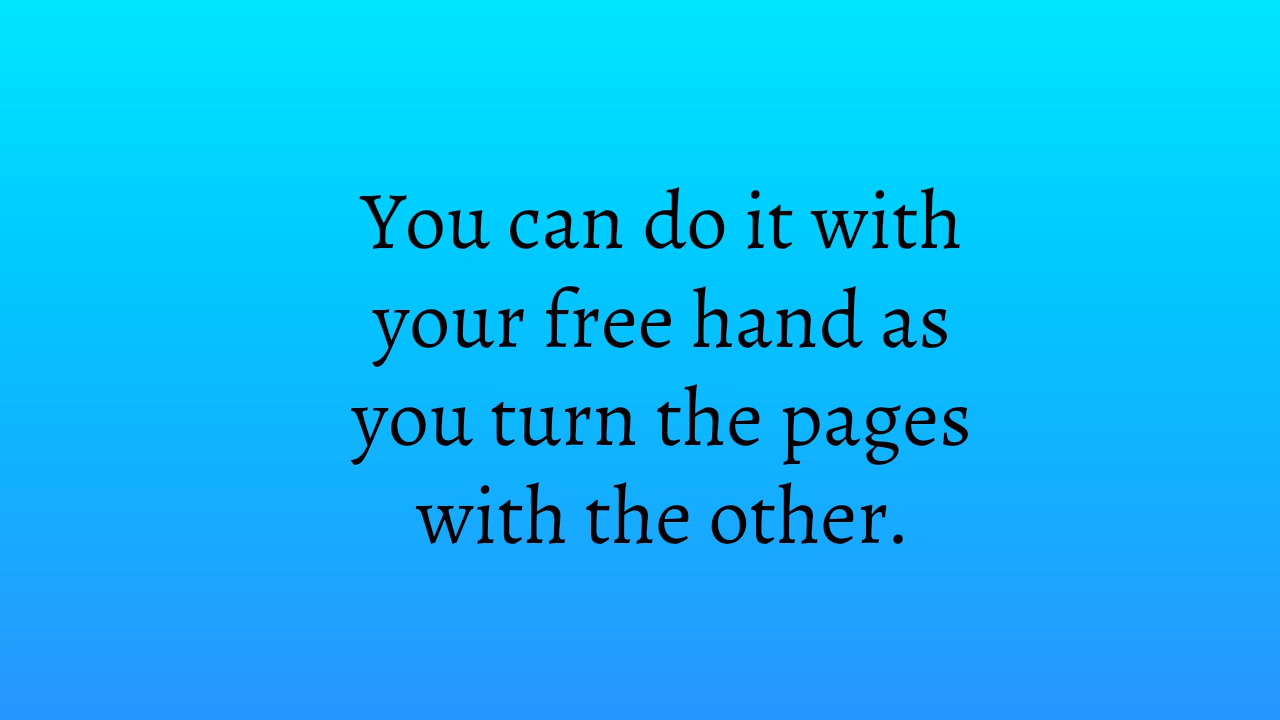 You can do it with
your free hand as
you turn the pages
with the other.